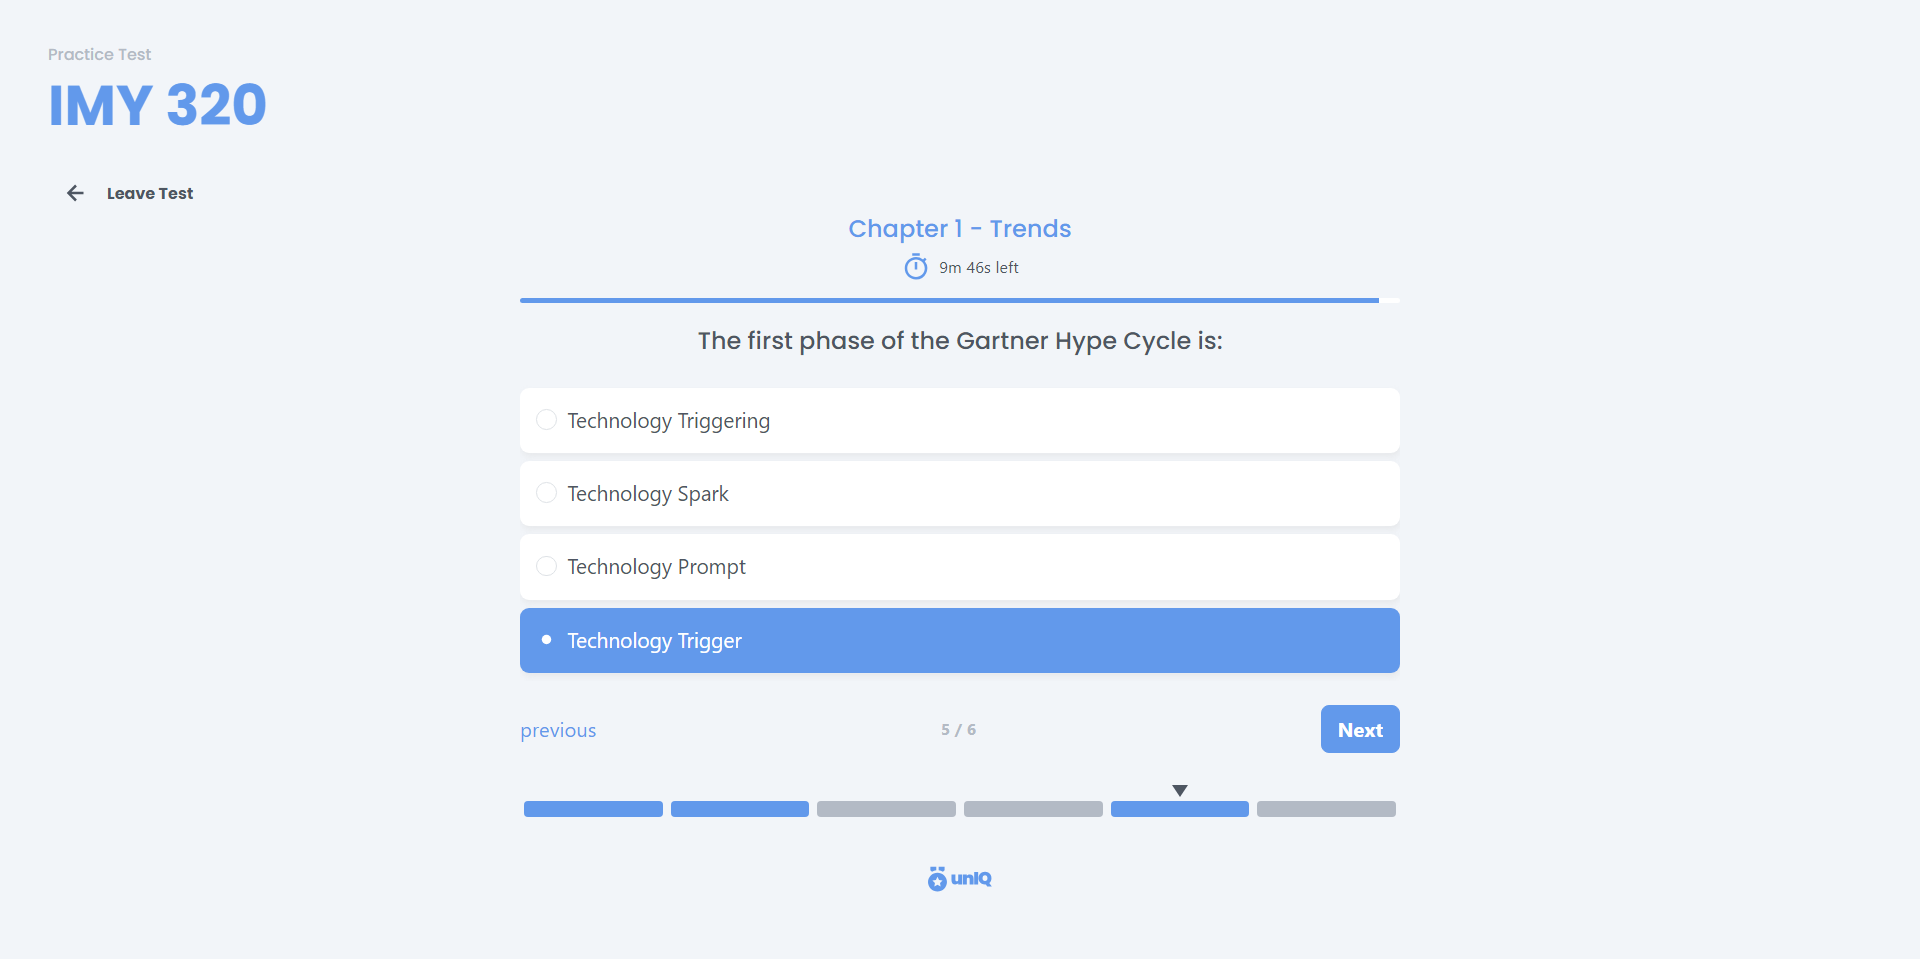 Practice Test
IMY 320
Leave Test
Chapter 1 - Trends
9m 46s left
The first phase of the Gartner Hype Cycle is:
Technology Triggering
Technology Spark
Technology Prompt
Technology Trigger
previous
5 / 6
Next
unIQ